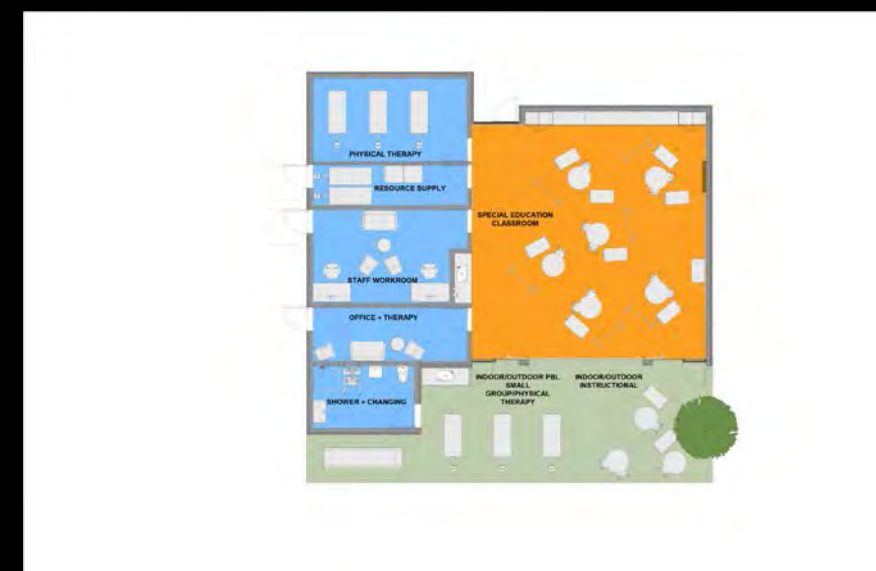 PHYSICAL THERAPY
RESOURCE SUPPLY
SPECIAL EDUCATION
CLASSROOM
STAFF WORKROOM
OFFICE + THERAPY
SHOWER + CHANGING
INDOOR/OUTDOOR PBL
SMALL
GROUP/PHYSICAL
THERAPY
INDOOR/OUTDOOR
INSTRUCTIONAL